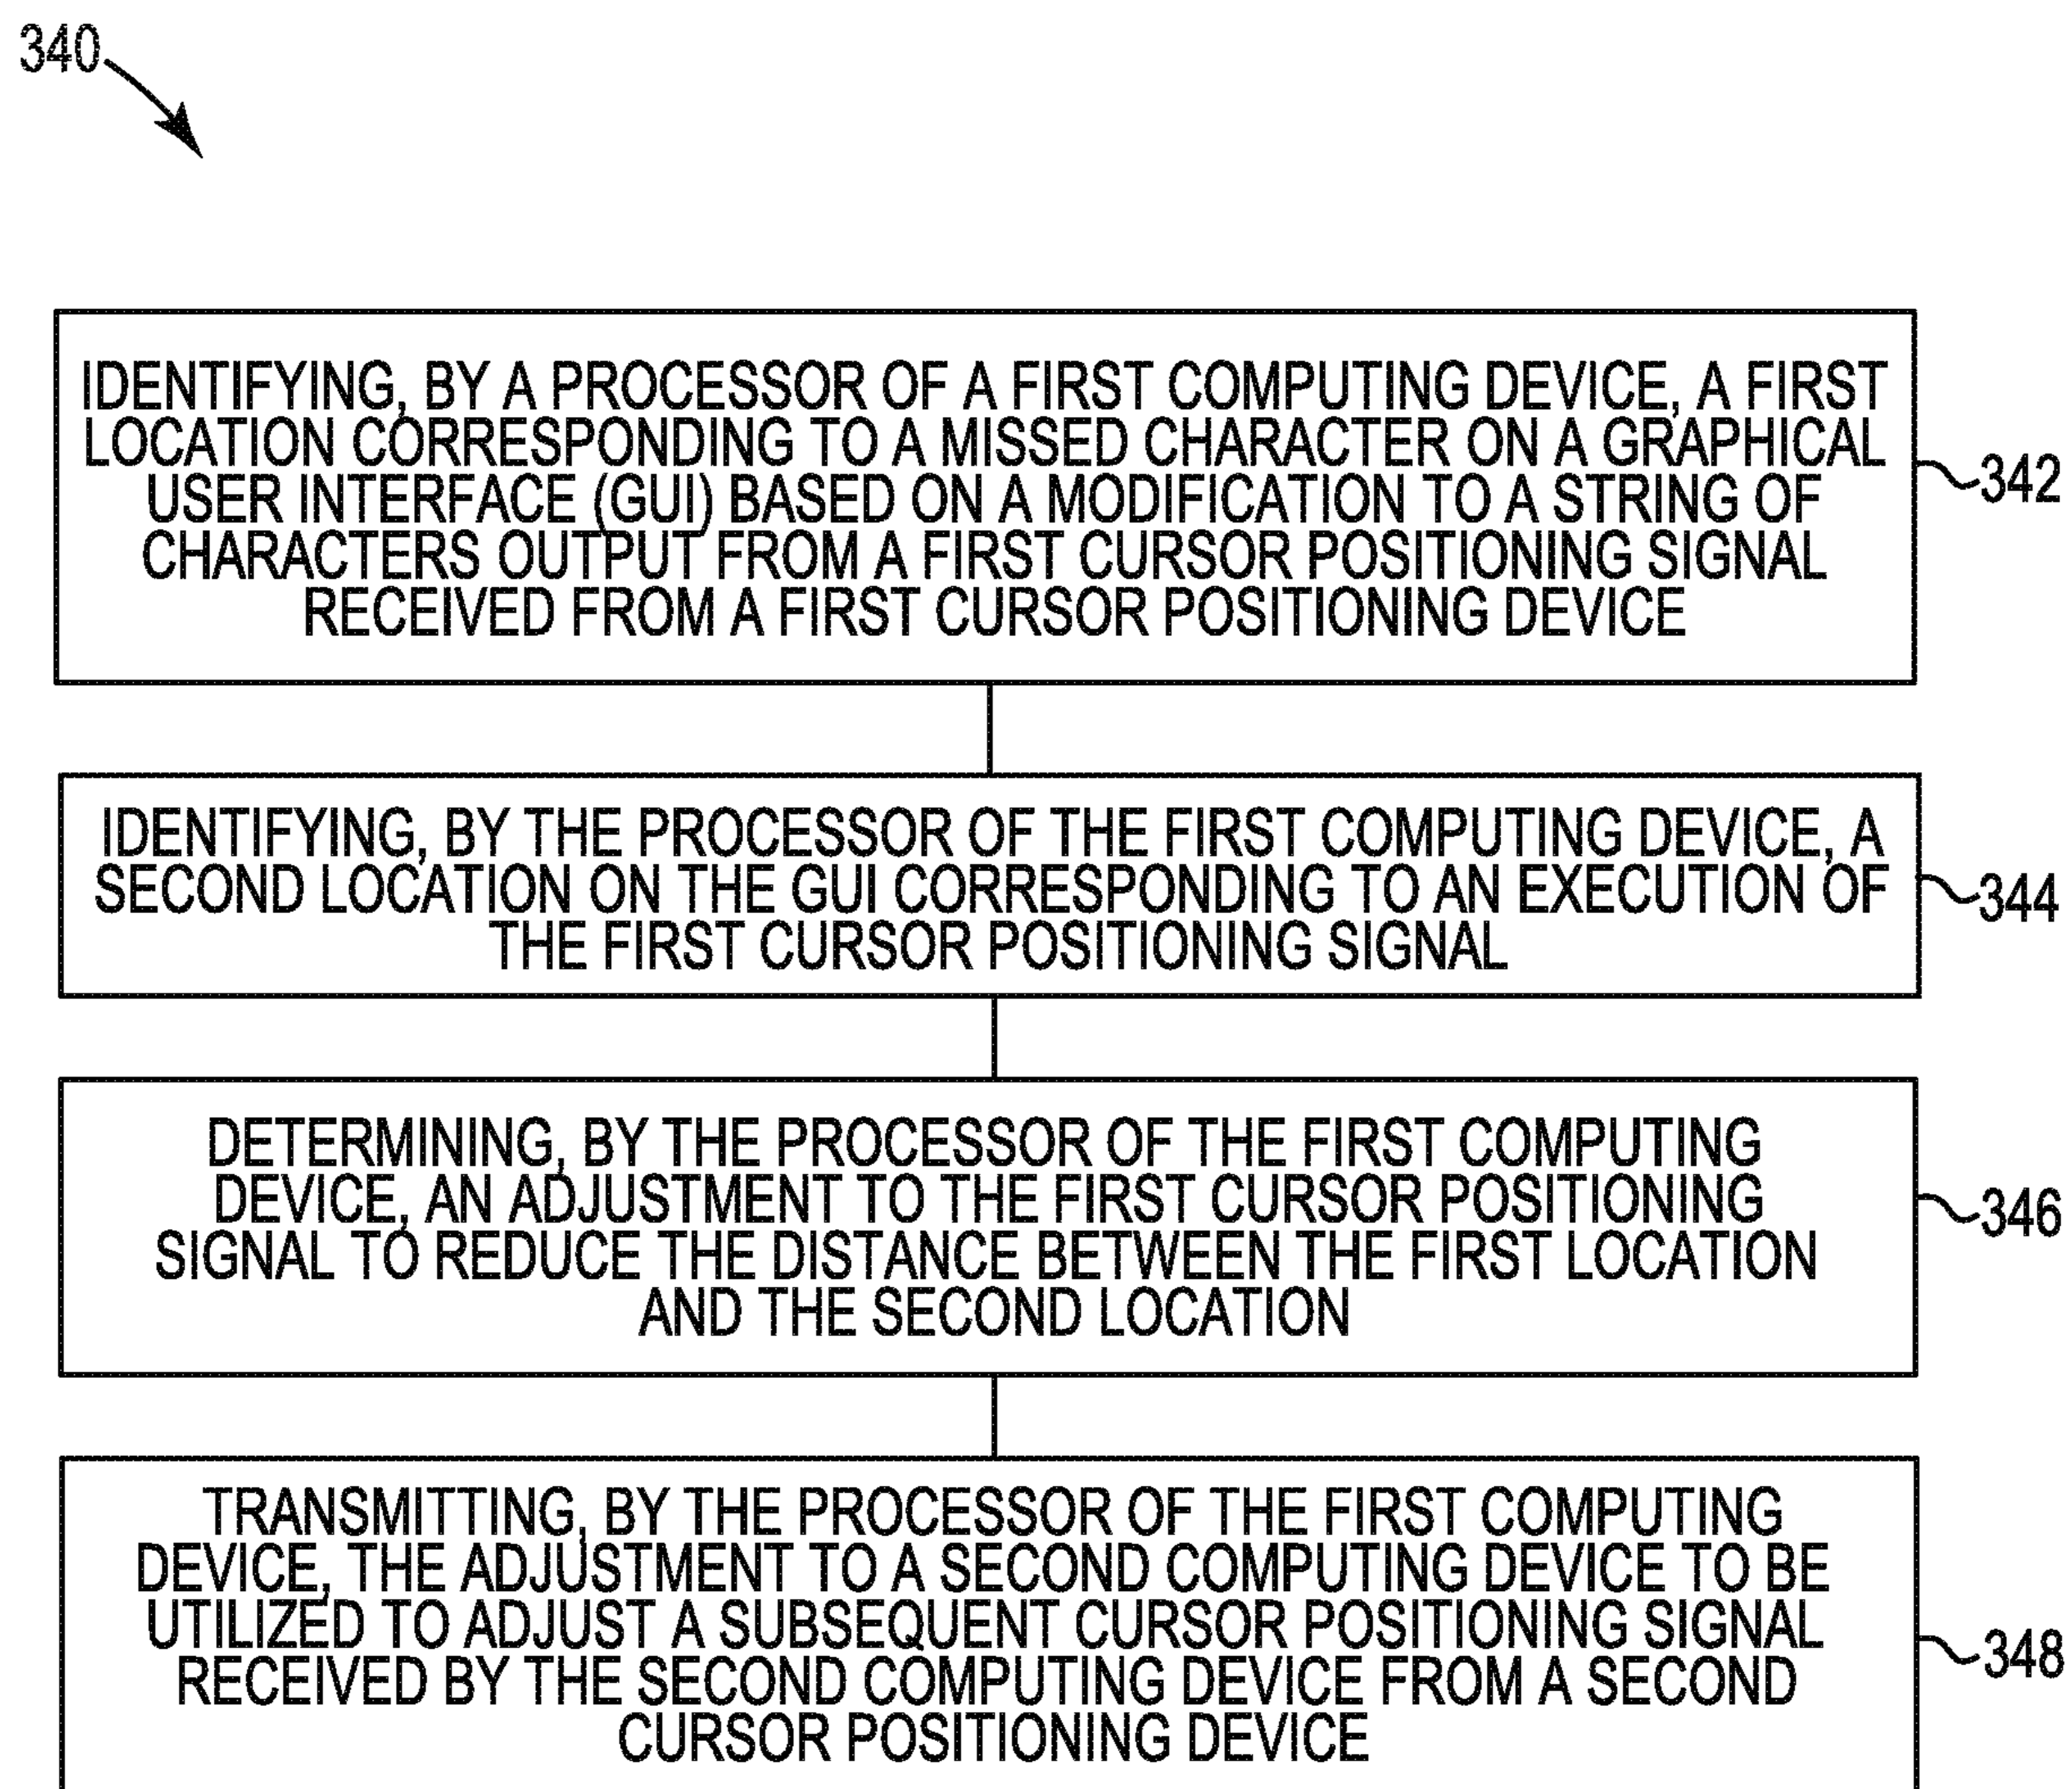 340
IDENTIFYING, BY A PROCESSOR OF A FIRST COMPUTING DEVICE, A FIRST
LOCATION CORRESPONDING TO A MISSED CHARACTER ON A GRAPHICAL
USER INTERFACE (GUI) BASED ON A MODIFICATION TO A STRING OF
CHARACTERS OUTPUT FROM A FIRST CURSOR POSITIONING SIGNAL
RECEIVED FROM A FIRST CURSOR POSITIONING DEVICE
342
IDENTIFYING, BY THE PROCESSOR OF THE FIRST COMPUTING DEVICE, A
SECOND LOCATION ON THE GUI CORRESPONDING TO AN EXECUTION OF
THE FIRST CURSOR POSITIONING SIGNAL
344
DETERMINING, BY THE PROCESSOR OF THE FIRST COMPUTING
DEVICE, AN ADJUSTMENT TO THE FIRST CURSOR POSITIONING
SIGNAL TO REDUCE THE DISTANCE BETWEEN THE FIRST LOCATION
AND THE SECOND LOCATION
346
TRANSMITTING, BY THE PROCESSOR OF THE FIRST COMPUTING
DEVICE, THE ADJUSTMENT TO A SECOND COMPUTING DEVICE TO BE
UTILIZED TO ADJUST A SUBSEQUENT CURSOR POSITIONING SIGNAL
RECEIVED BY THE SECOND COMPUTING DEVICE FROM A SECOND
CURSOR POSITIONING DEVICE
348